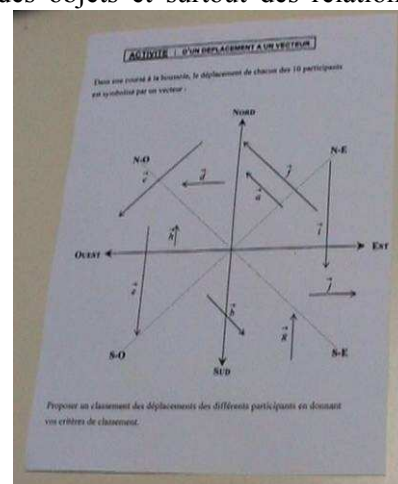 des objets et surtout des relation
ACTIVITÉ : D'UN DEPLACEMENT A UN VECTEUR
Dans une course à la boussole, le déplacement de chacun des 10 participants
est symbolisé par un vecteur :
NORD
N-O
N-E
OUEST
EST
S-O
S-E
SUD
Proposer un classement des déplacements des différents participants en donnant
vos critères de classement.